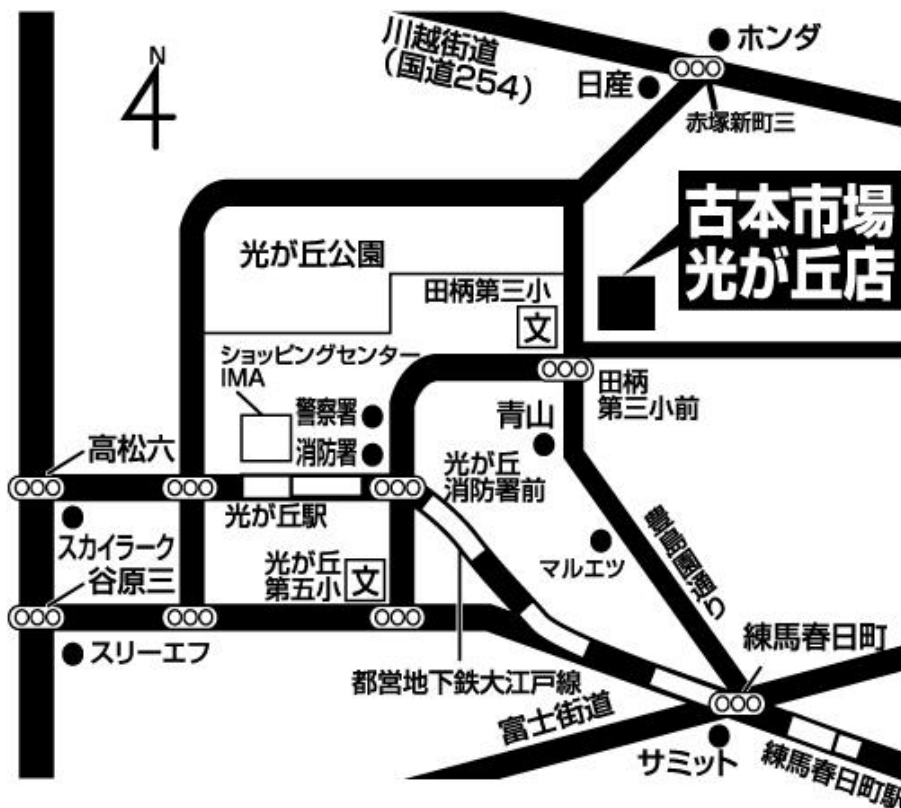 ホンダ
川越街道
(国道254)
N
日産
赤塚新町三
古本市場
光が丘店
光が丘公園
田柄第三小
文
ショッピングセンター
IMA
警察署
消防署
田柄
第三小前
青山
高松六
光が丘
消防署前
光が丘駅
スカイラーク
谷原三
光が丘
第五小
文
マルエツ
豊島園通り
スリーエフ
練馬春日町
都営地下鉄大江戸線
富士街道
サミット
練馬春日町駅